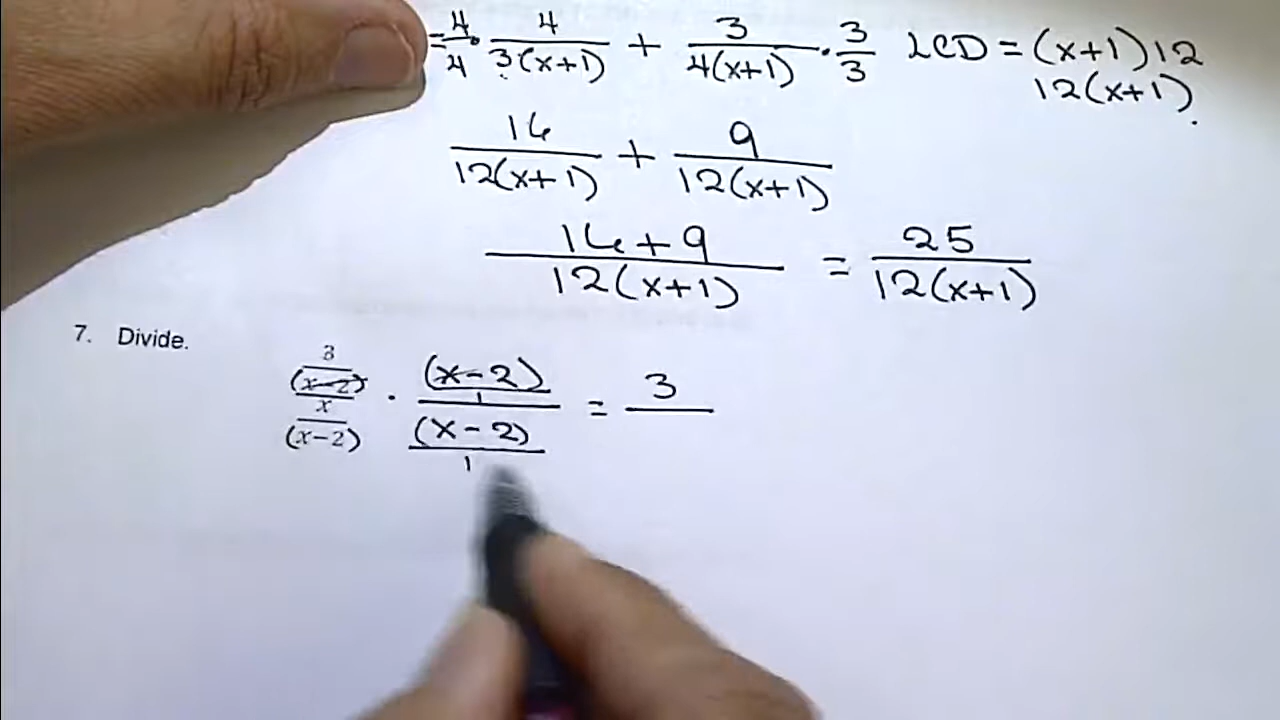 = 4/4 · 4/3(x+1) + 3/4(x+1) · 3/3 LCD = (x+1)12
12(x+1).
16/12(x+1) + 9/12(x+1)
16+9/12(x+1) = 25/12(x+1)
7. Divide.
3/(x-2)/x/(x-2) · (x-2)/1/(x-2)/1 = 3/